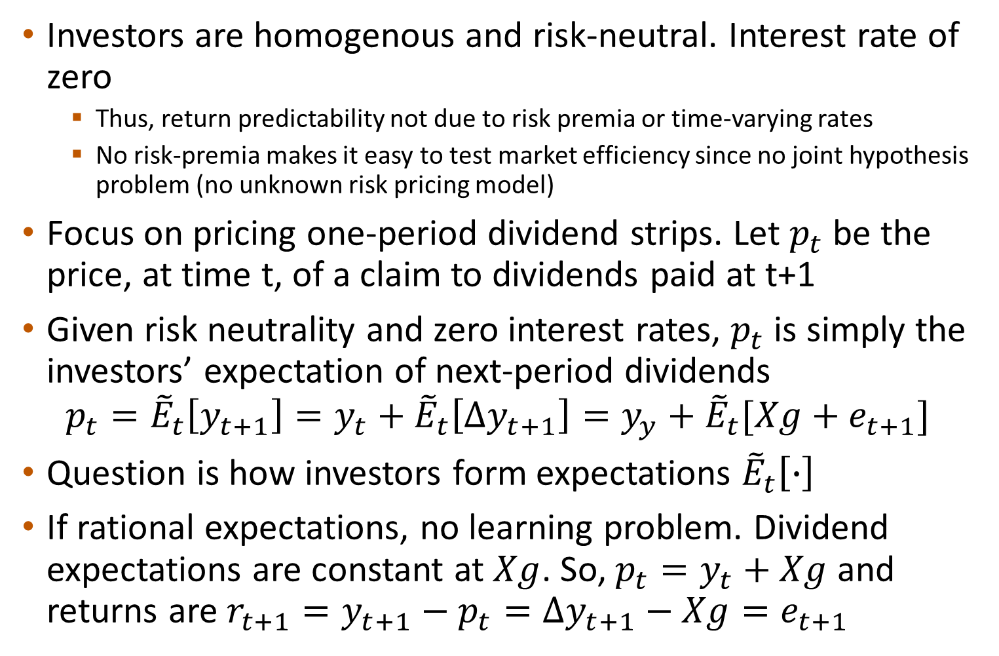 • Investors are homogenous and risk-neutral. Interest rate of
zero
▪ Thus, return predictability not due to risk premia or time-varying rates
▪ No risk-premia makes it easy to test market efficiency since no joint hypothesis
problem (no unknown risk pricing model)
• Focus on pricing one-period dividend strips. Let $p_t$ be the
price, at time t, of a claim to dividends paid at t+1
• Given risk neutrality and zero interest rates, $p_t$ is simply the
investors’ expectation of next-period dividends
$p_t = \tilde{E}_t[y_{t+1}] = y_t + \tilde{E}_t[\Delta y_{t+1}] = y_y + \tilde{E}_t[Xg + e_{t+1}]$
• Question is how investors form expectations $\tilde{E}_t[\cdot]$
• If rational expectations, no learning problem. Dividend
expectations are constant at $Xg$. So, $p_t = y_t + Xg$ and
returns are $r_{t+1} = y_{t+1} - p_t = \Delta y_{t+1} - Xg = e_{t+1}$